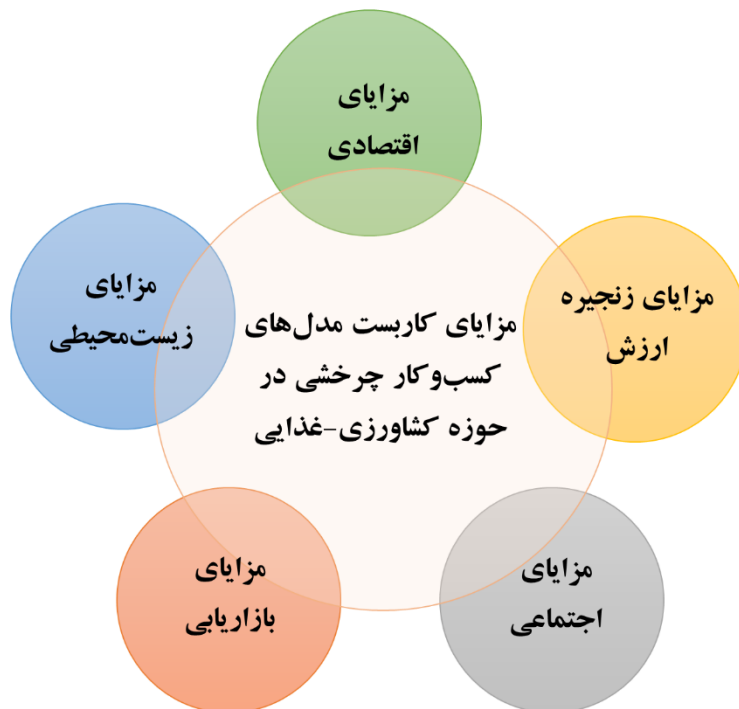 مزایای
اقتصادی
مزایای زنجیره
ارزش
مزایای
زیست‌محیطی
مزایای کاربست مدل‌های
کسب‌وکار چرخشی در
حوزه کشاورزی-غذایی
مزایای
اجتماعی
مزایای
بازاریابی